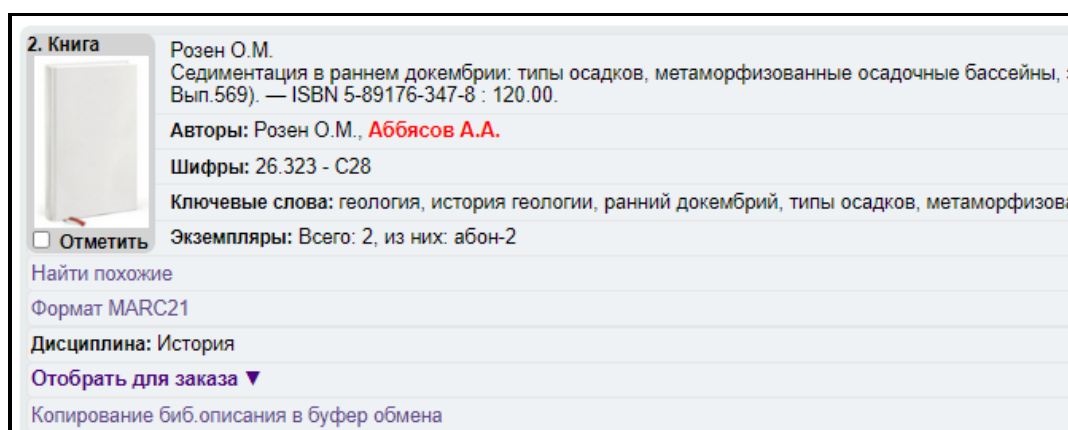 2. Книга
Розен О.М.
Седиментация в раннем докембрии: типы осадков, метаморфизованные осадочные бассейны,
Вып.569). — ISBN 5-89176-347-8 : 120.00.
Авторы: Розен О.М., Аббясов А.А.
Шифры: 26.323 - С28
Ключевые слова: геология, история геологии, ранний докембрий, типы осадков, метаморфизова
Экземпляры: Всего: 2, из них: абон-2
Отметить
Найти похожие
Формат MARC21
Дисциплина: История
Отобрать для заказа ▼
Копирование биб.описания в буфер обмена